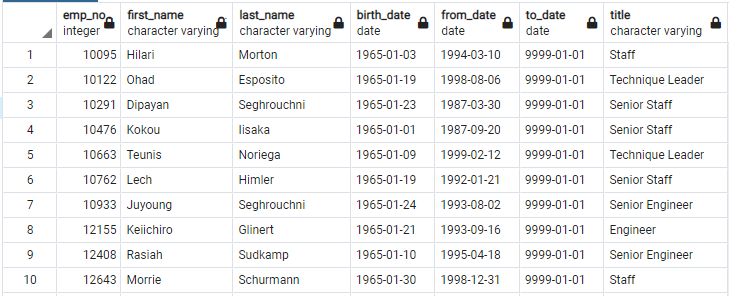 emp_no first_name last_name birth_date from_date to_date title
integer character varying character varying date date date character varying
1 10095 Hilari Morton 1965-01-03 1994-03-10 9999-01-01 Staff
2 10122 Ohad Esposito 1965-01-19 1998-08-06 9999-01-01 Technique Leader
3 10291 Dipayan Seghrouchni 1965-01-23 1987-03-30 9999-01-01 Senior Staff
4 10476 Kokou Iisaka 1965-01-01 1987-09-20 9999-01-01 Senior Staff
5 10663 Teunis Noriega 1965-01-09 1999-02-12 9999-01-01 Technique Leader
6 10762 Lech Himler 1965-01-19 1992-01-21 9999-01-01 Senior Staff
7 10933 Juyoung Seghrouchni 1965-01-24 1993-08-02 9999-01-01 Senior Engineer
8 12155 Keiichiro Glinert 1965-01-21 1993-09-16 9999-01-01 Engineer
9 12408 Rasiah Sudkamp 1965-01-10 1995-04-18 9999-01-01 Senior Engineer
10 12643 Morrie Schurmann 1965-01-30 1998-12-31 9999-01-01 Staff